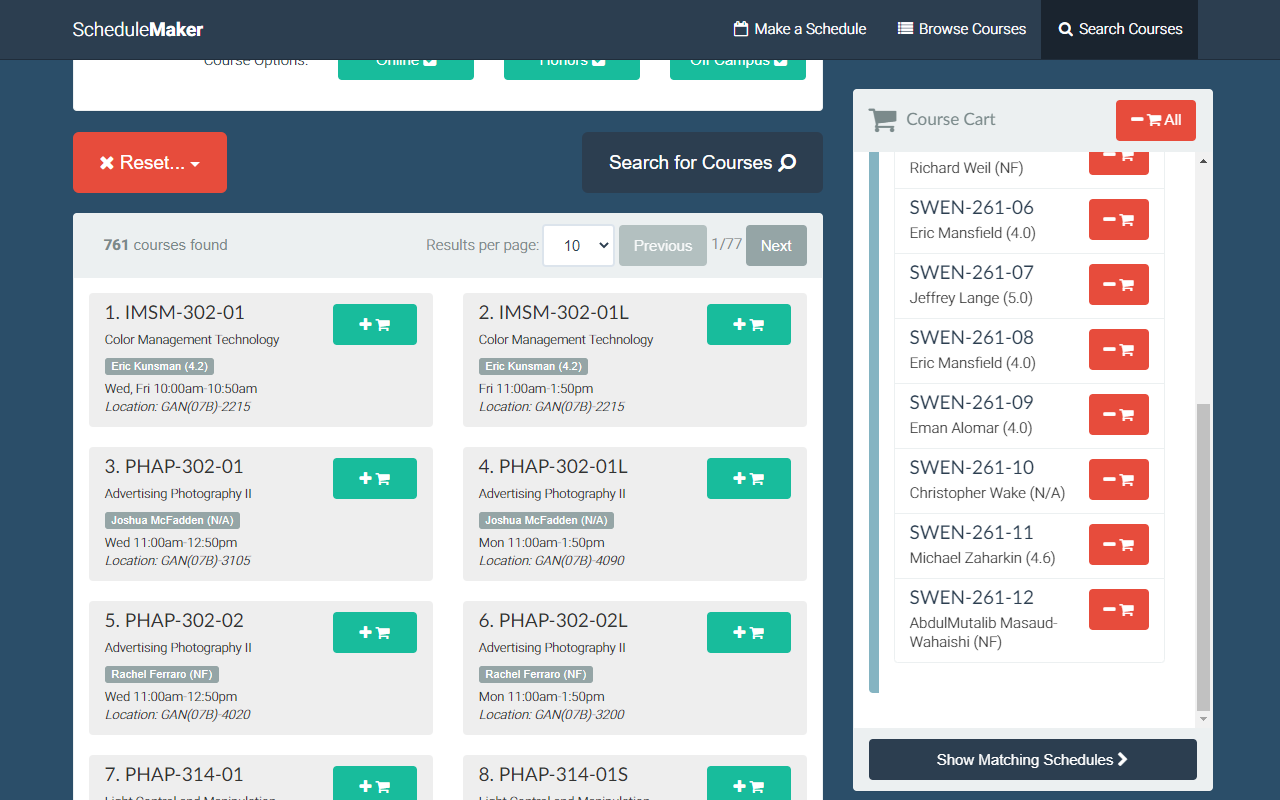 ScheduleMaker
Make a Schedule
Browse Courses
Search Courses
Course Options:
Online
Honors
Off Campus
Reset...
Search for Courses
761 courses found
Results per page:
10
Previous
1/77
Next
1. IMSM-302-01
Color Management Technology
Eric Kunsman (4.2)
Wed, Fri 10:00am-10:50am
Location: GAN(07B)-2215
2. IMSM-302-01L
Color Management Technology
Eric Kunsman (4.2)
Fri 11:00am-1:50pm
Location: GAN(07B)-2215
3. PHAP-302-01
Advertising Photography II
Joshua McFadden (N/A)
Wed 11:00am-12:50pm
Location: GAN(07B)-3105
4. PHAP-302-01L
Advertising Photography II
Joshua McFadden (N/A)
Mon 11:00am-1:50pm
Location: GAN(07B)-4090
5. PHAP-302-02
Advertising Photography II
Rachel Ferraro (NF)
Wed 11:00am-12:50pm
Location: GAN(07B)-4020
6. PHAP-302-02L
Advertising Photography II
Rachel Ferraro (NF)
Mon 11:00am-1:50pm
Location: GAN(07B)-3200
7. PHAP-314-01
Light Control and Manipulation
8. PHAP-314-01S
Light Control and Manipulation
Course Cart
All
Richard Weil (NF)
SWEN-261-06
Eric Mansfield (4.0)
SWEN-261-07
Jeffrey Lange (5.0)
SWEN-261-08
Eric Mansfield (4.0)
SWEN-261-09
Eman Alomar (4.0)
SWEN-261-10
Christopher Wake (N/A)
SWEN-261-11
Michael Zaharkin (4.6)
SWEN-261-12
AbdulMutalib Masaud-
Wahaishi (NF)
Show Matching Schedules